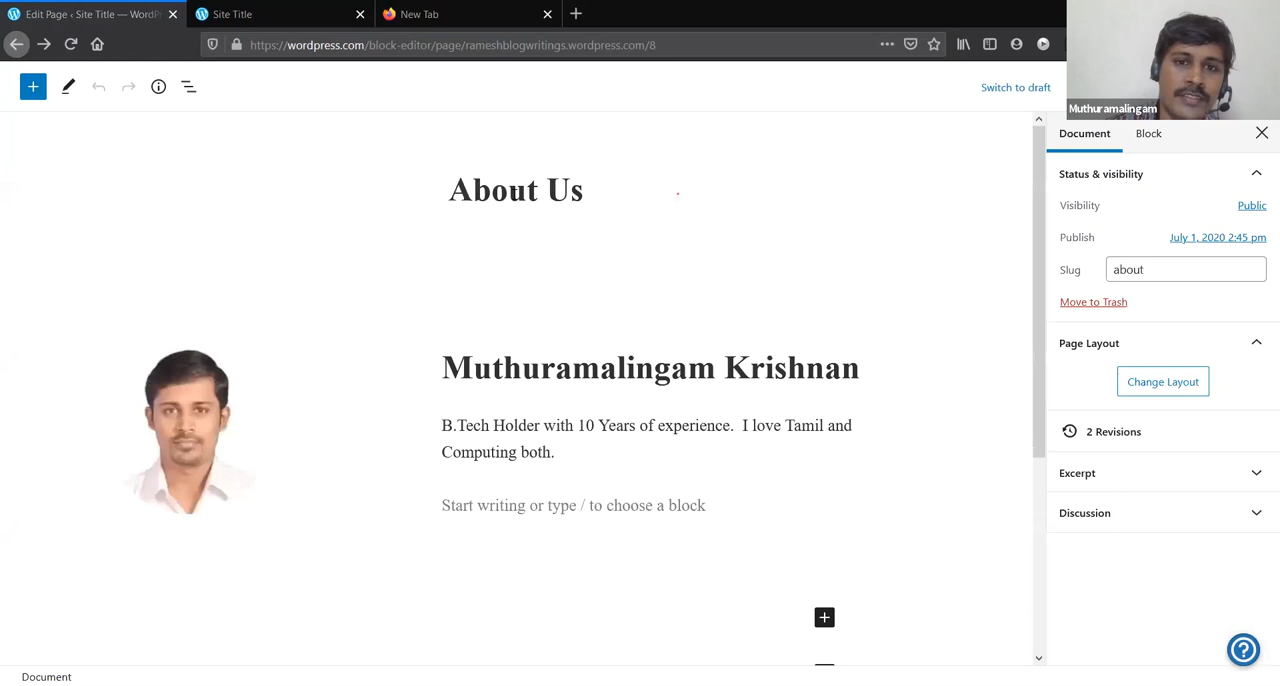 Edit Page ‹ Site Title — WordP
Site Title
New Tab
https://wordpress.com/block-editor/page/rameshblogwritings.wordpress.com/8
Switch to draft
Muthuramalingam
Document
Block
Status & visibility
Visibility
Public
Publish
July 1, 2020 2:45 pm
Slug
about
Move to Trash
Page Layout
Change Layout
2 Revisions
Excerpt
Discussion
About Us
Muthuramalingam Krishnan
B.Tech Holder with 10 Years of experience.  I love Tamil and
Computing both.
Start writing or type / to choose a block
Document